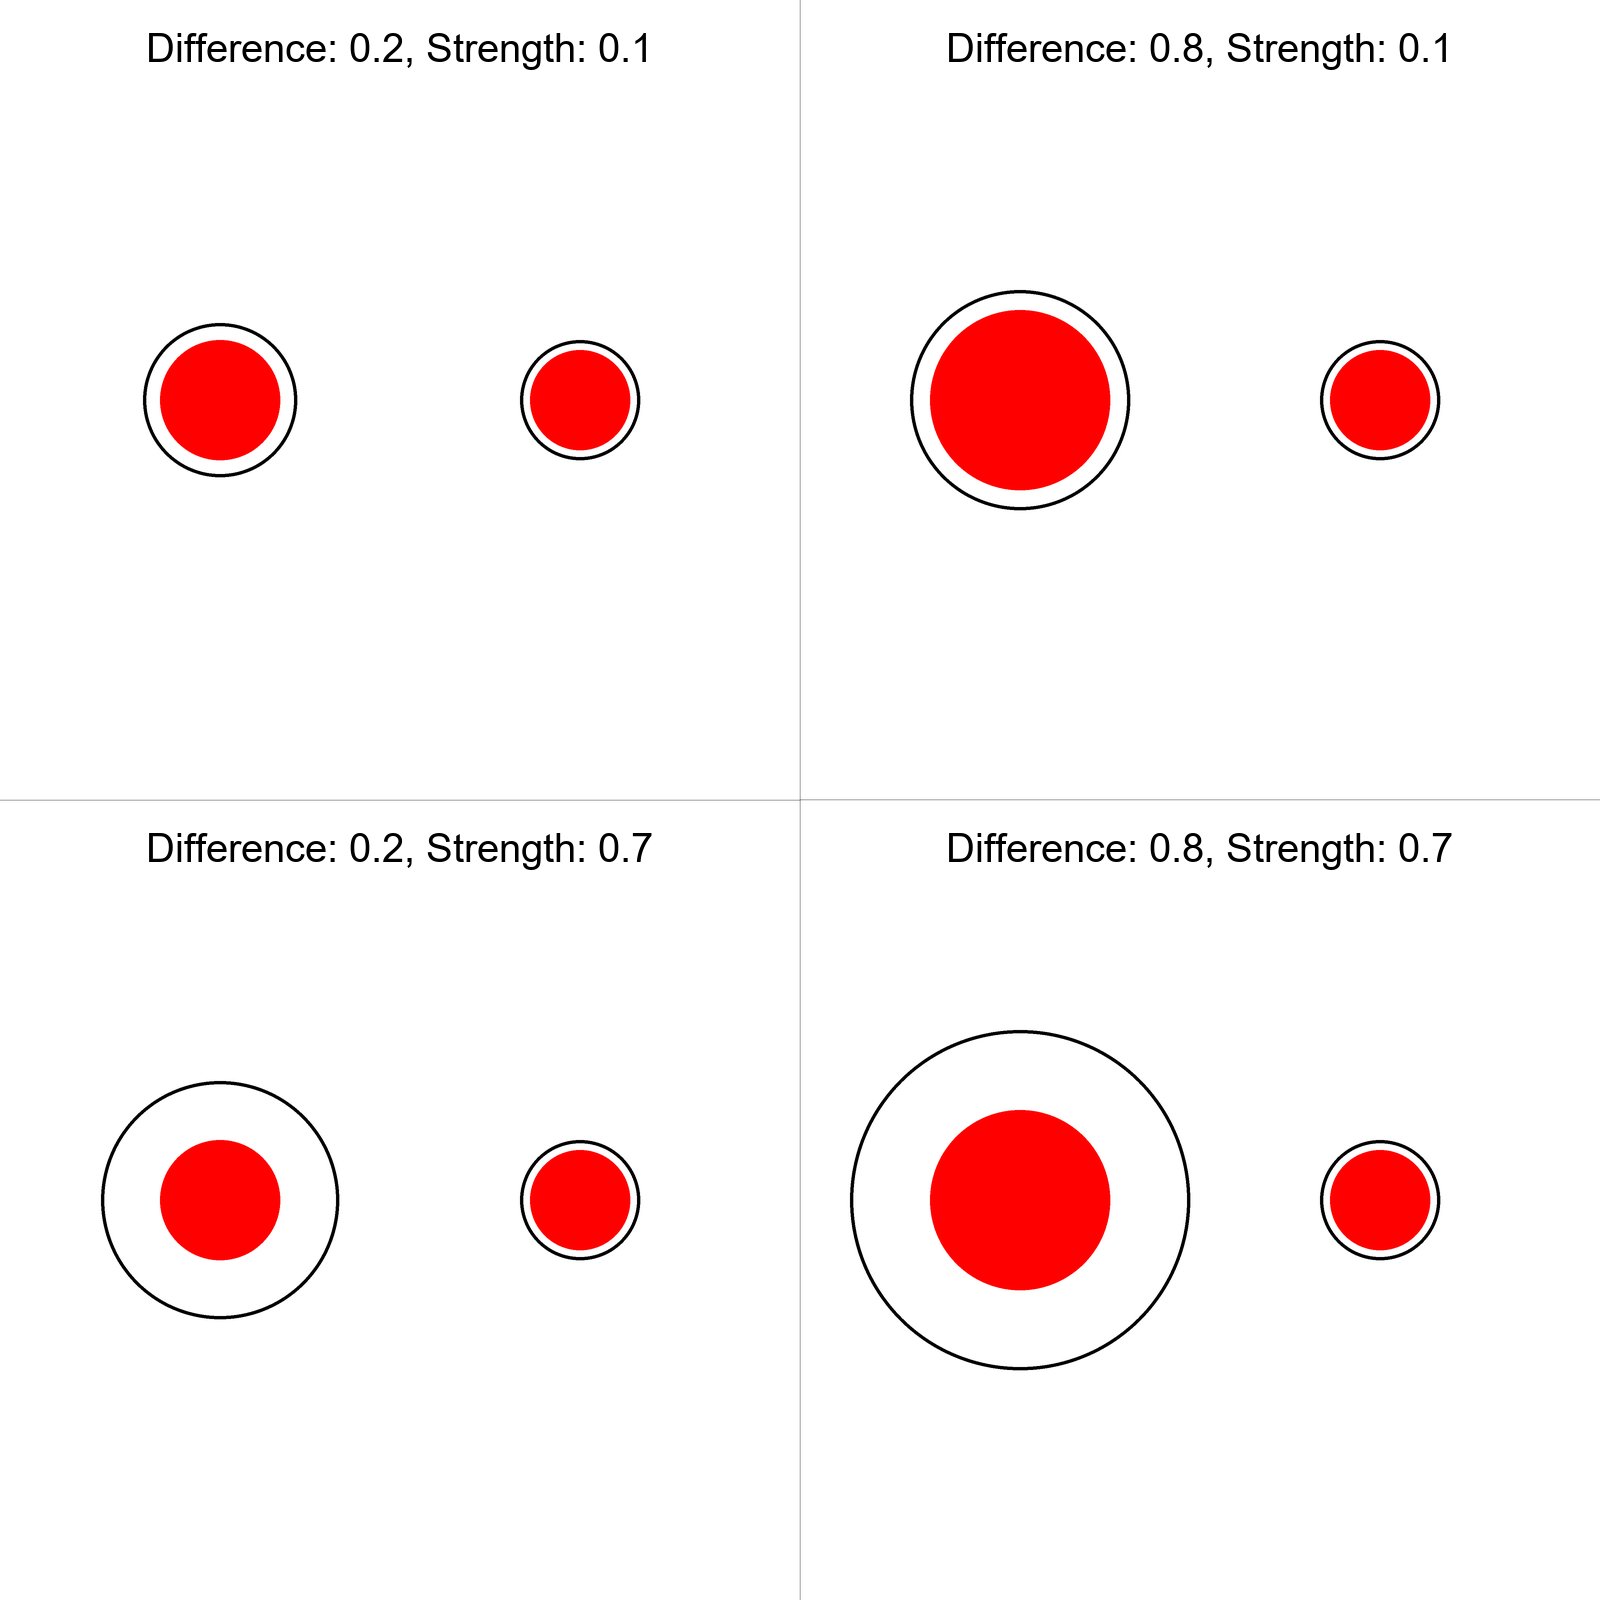 Difference: 0.2, Strength: 0.1
Difference: 0.8, Strength: 0.1
Difference: 0.2, Strength: 0.7
Difference: 0.8, Strength: 0.7